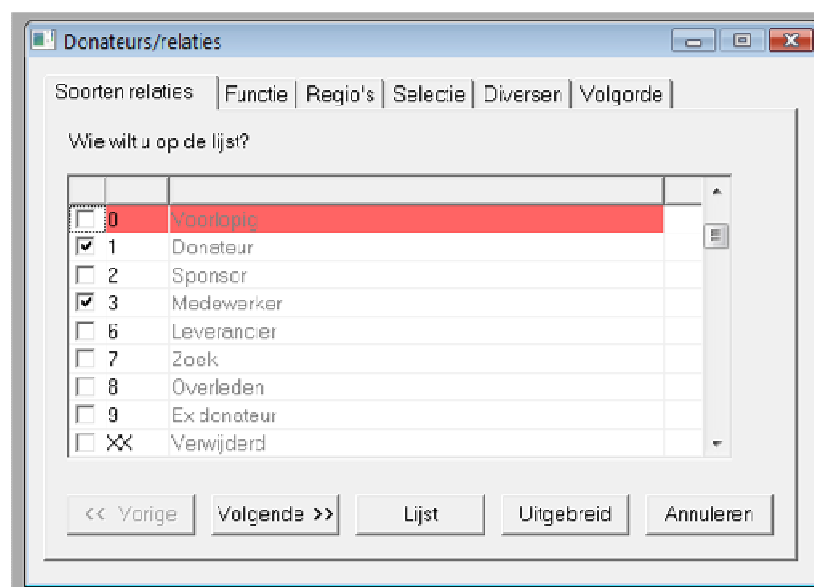 Donateurs/relaties
Soorten relaties Functie Regio's Selectie Diversen Volgorde
Wie wilt u op de lijst?
0 Voorlopig
1 Donateur
2 Sponsor
3 Medewerker
6 Leverancier
7 Zoek
8 Overleden
9 Ex donateur
XX Verwijderd
<< Vorige Volgende >> Lijst Uitgebreid Annuleren